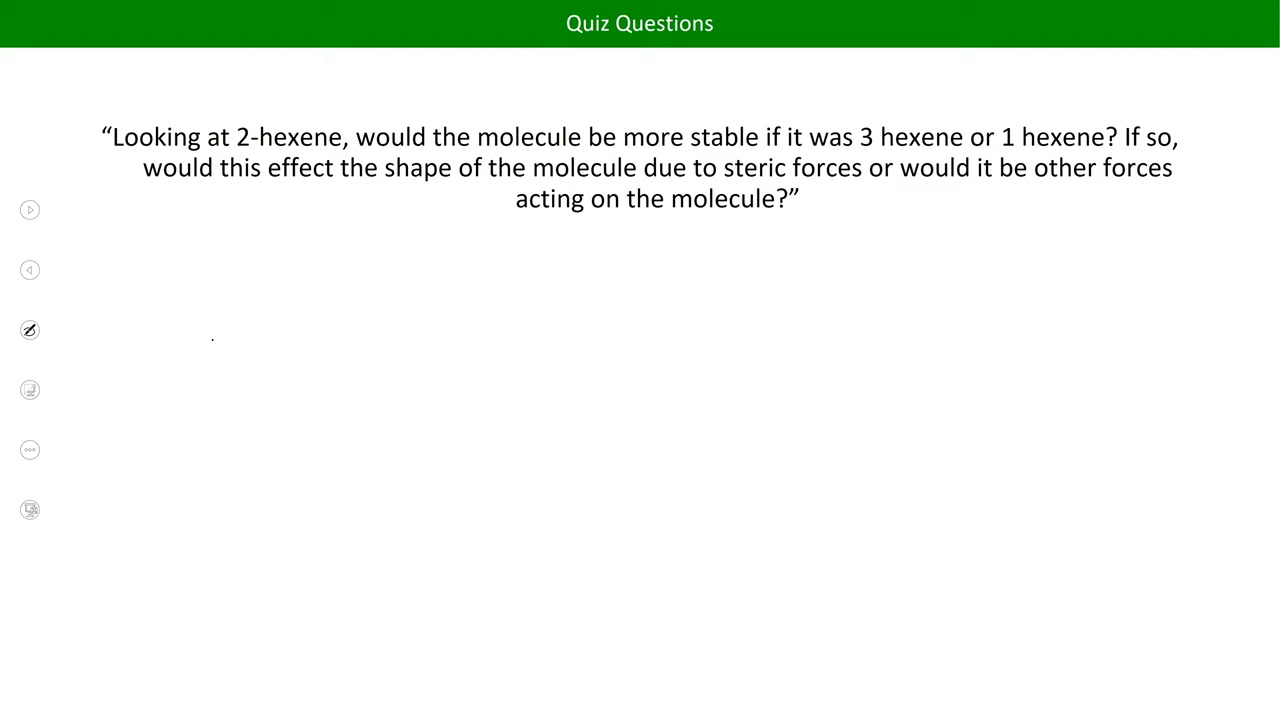 Quiz Questions
“Looking at 2-hexene, would the molecule be more stable if it was 3 hexene or 1 hexene? If so,
would this effect the shape of the molecule due to steric forces or would it be other forces
acting on the molecule?”